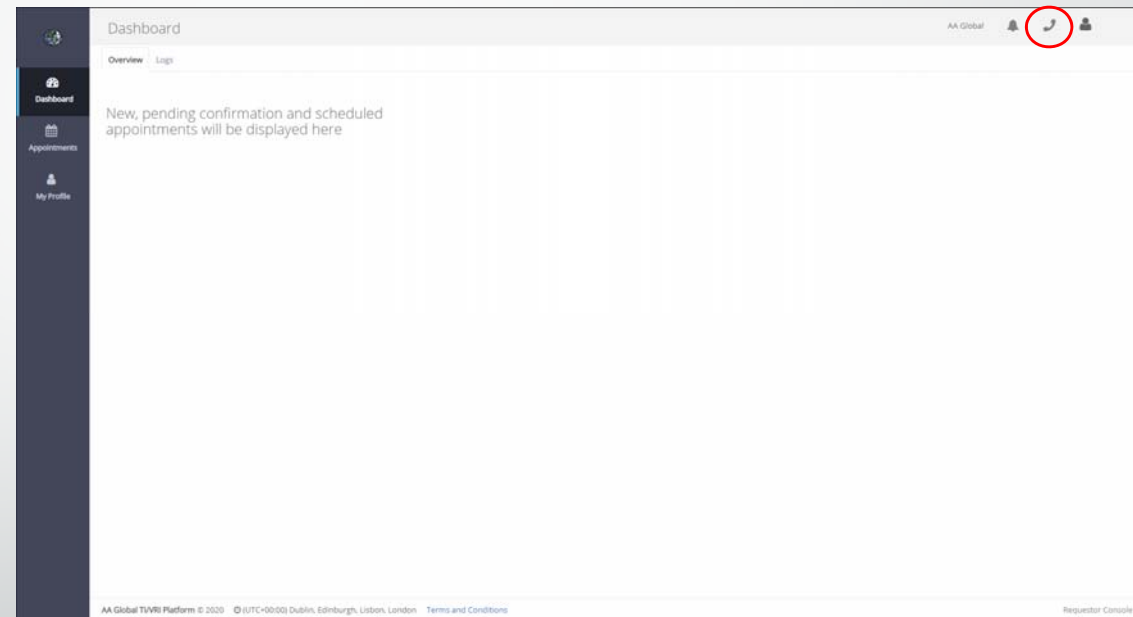 Dashboard
AA Global
Overview Logs
Dashboard
Appointments
My Profile
New, pending confirmation and scheduled
appointments will be displayed here
AA Global TI/VRI Platform © 2020 (UTC+00:00) Dublin, Edinburgh, Lisbon, London Terms and Conditions
Requestor Console